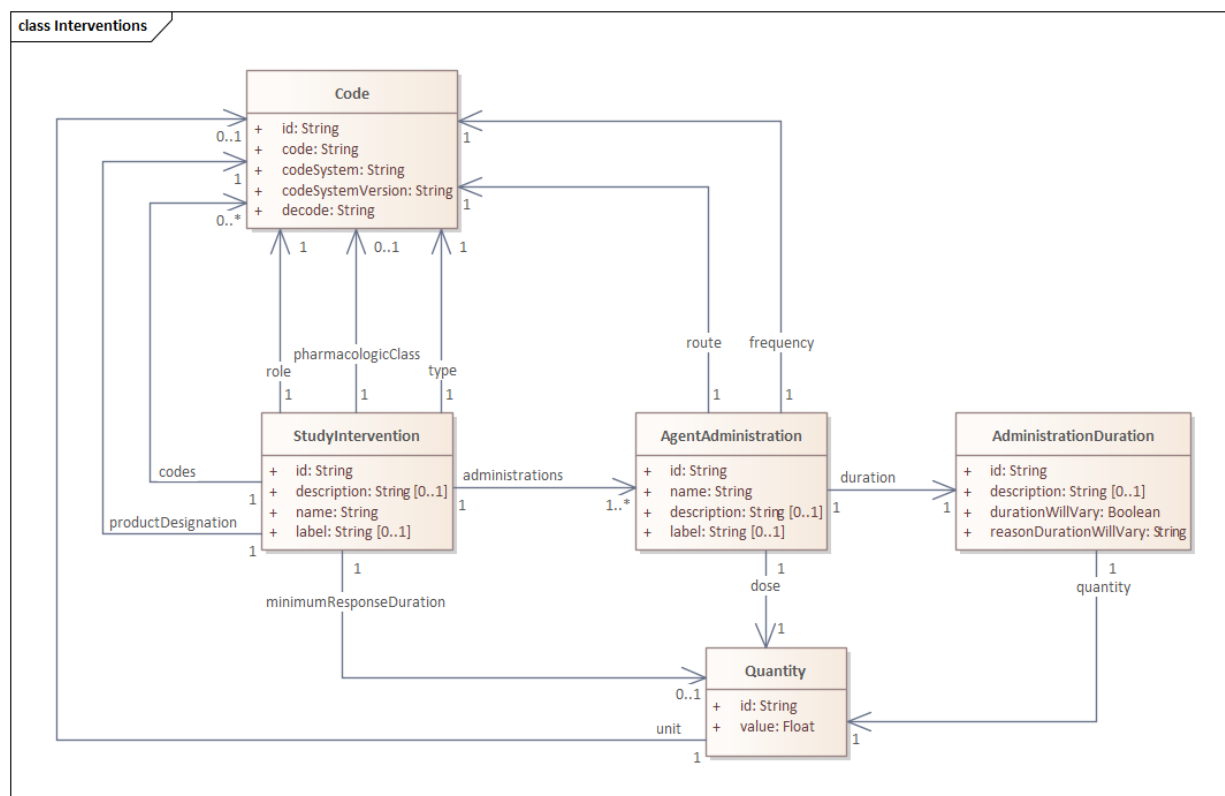 class Interventions
Code
+ id: String
+ code: String
+ codeSystem: String
+ codeSystemVersion: String
+ decode: String
0..1
1
0..*
1
0..1
1
1
1
role
1
pharmacologicClass
1
type
1
route
1
frequency
1
codes
1
productDesignation
1
StudyIntervention
+ id: String
+ description: String [0..1]
+ name: String
+ label: String [0..1]
administrations
1
1..*
AgentAdministration
+ id: String
+ name: String
+ description: String [0..1]
+ label: String [0..1]
duration
1
1
AdministrationDuration
+ id: String
+ description: String [0..1]
+ durationWillVary: Boolean
+ reasonDurationWillVary: String
1
minimumResponseDuration
0..1
1
dose
1
1
quantity
1
Quantity
+ id: String
+ value: Float
unit
1